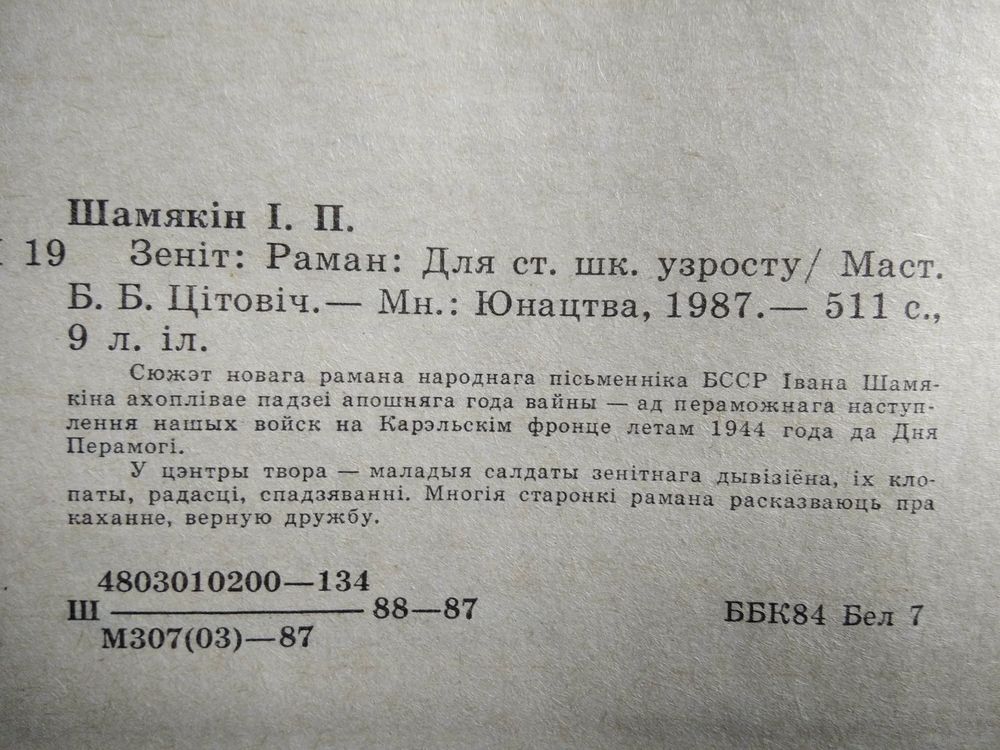 Шамякін І. П.
19 Зеніт: Раман: Для ст. шк. узросту/ Маст.
Б. Б. Цітовіч.— Мн.: Юнацтва, 1987.— 511 с.,
9 л. іл.
Сюжэт новага рамана народнага пісьменніка БССР Івана Шамя-
кіна ахоплівае падзеі апошняга года вайны — ад пераможнага наступ-
лення нашых войск на Карэльскім фронце летам 1944 года да Дня
Перамогі.
У цэнтры твора — маладыя салдаты зенітнага дывізіёна, іх кло-
паты, радасці, спадзяванні. Многія старонкі рамана расказваюць пра
каханне, верную дружбу.
4803010200—134
Ш ———— 88—87
М307(03)—87
ББК84 Бел 7